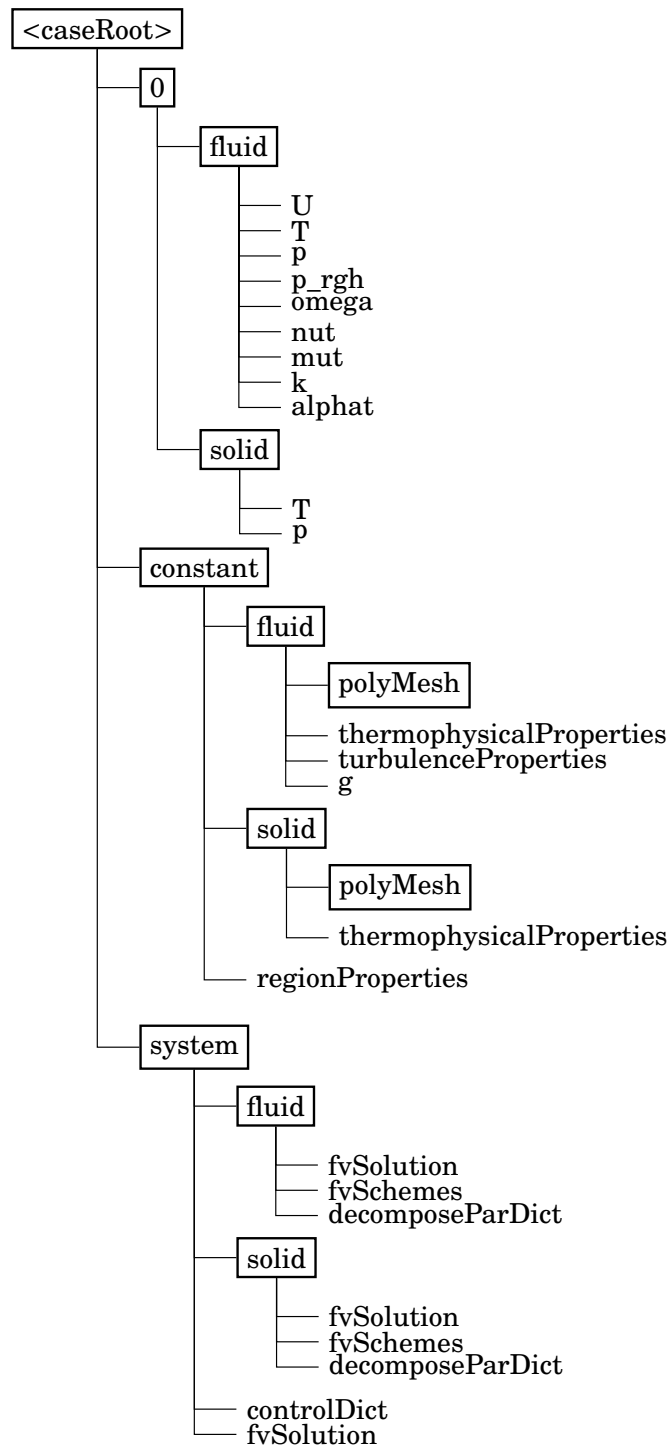 <caseRoot>
0
fluid
U
T
p
p_rgh
omega
nut
mut
k
alphat
solid
T
p
constant
fluid
polyMesh
thermophysicalProperties
turbulenceProperties
g
solid
polyMesh
thermophysicalProperties
regionProperties
system
fluid
fvSolution
fvSchemes
decomposeParDict
solid
fvSolution
fvSchemes
decomposeParDict
controlDict
fvSolution